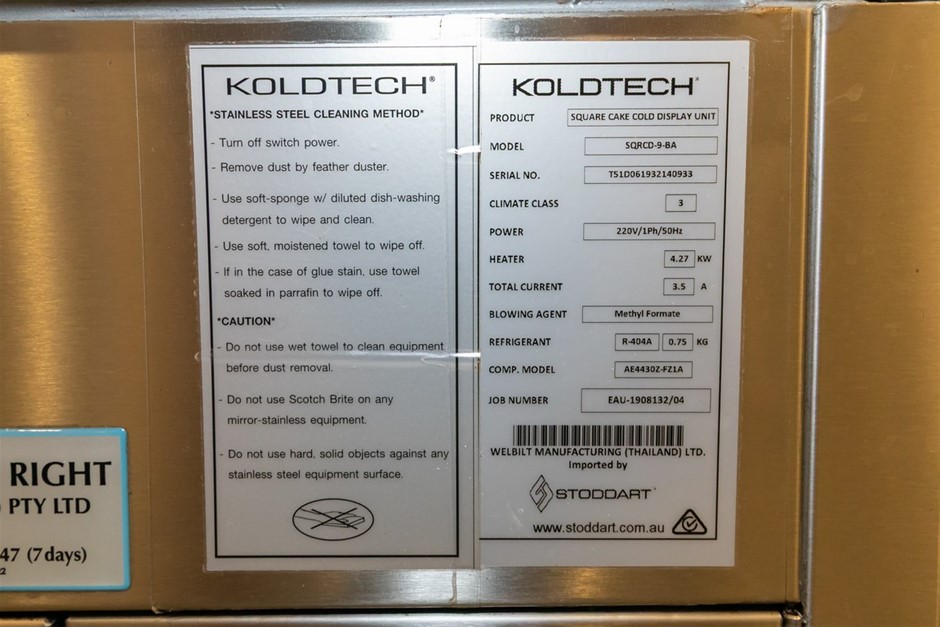 KOLDTECH®
*STAINLESS STEEL CLEANING METHOD*
- Turn off switch power.
- Remove dust by feather duster.
- Use soft-sponge w/ diluted dish-washing
detergent to wipe and clean.
- Use soft, moistened towel to wipe off.
- If in the case of glue stain, use towel
soaked in parrafin to wipe off.
*CAUTION*
- Do not use wet towel to clean equipment
before dust removal.
- Do not use Scotch Brite on any
mirror-stainless equipment.
- Do not use hard, solid objects against any
stainless steel equipment surface.
KOLDTECH®
PRODUCT SQUARE CAKE COLD DISPLAY UNIT
MODEL SQRCD-9-BA
SERIAL NO. T51D061932140933
CLIMATE CLASS 3
POWER 220V/1Ph/50Hz
HEATER 4.27 KW
TOTAL CURRENT 3.5 A
BLOWING AGENT Methyl Formate
REFRIGERANT R-404A 0.75 KG
COMP. MODEL AE4430Z-FZ1A
JOB NUMBER EAU-1908132/04
WELBILT MANUFACTURING (THAILAND) LTD.
Imported by
STODDART™
www.stoddart.com.au
RIGHT
PTY LTD
47 (7 days)
2